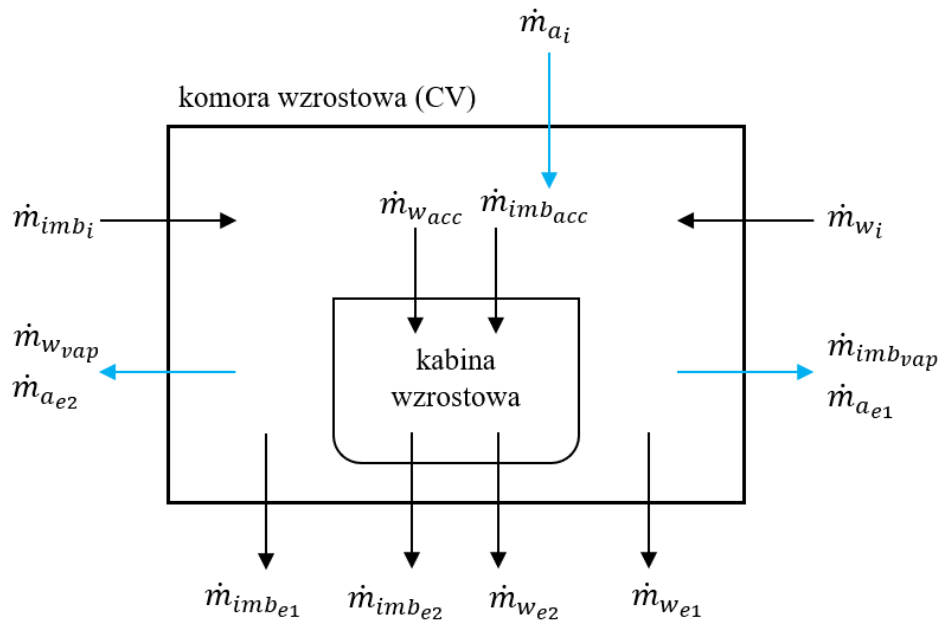 ṁ_{a_i}
komora wzrostowa (CV)
ṁ_{imb_i}
ṁ_{w_{acc}}
ṁ_{imb_{acc}}
ṁ_{w_i}
ṁ_{w_{vap}}
ṁ_{a_{e2}}
kabina
wzrostowa
ṁ_{imb_{vap}}
ṁ_{a_{e1}}
ṁ_{imb_{e1}}
ṁ_{imb_{e2}}
ṁ_{w_{e2}}
ṁ_{w_{e1}}